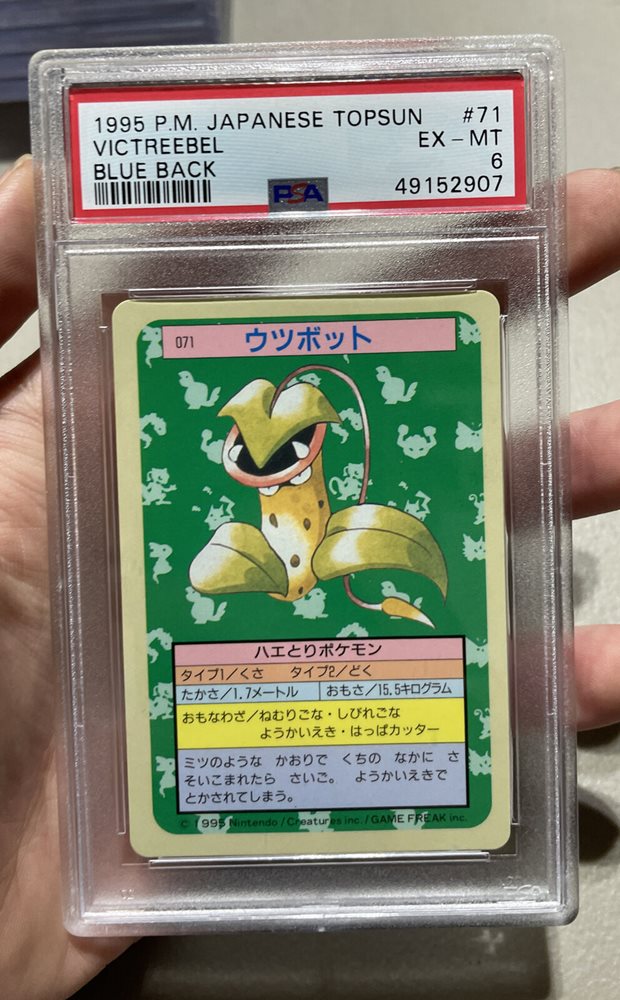 1995 P.M. JAPANESE TOPSUN #71
VICTREEBEL EX - MT
BLUE BACK 6
PSA 49152907
071 ウツボット
ハエとりポケモン
タイプ1/くさ タイプ2/どく
たかさ/1.7メートル おもさ/15.5キログラム
おもなわざ/ねむりごな・しびれごな
ようかいえき・はっぱカッター
ミツのような かおりで くちの なかに さ
そいこまれたら さいご。 ようかいえきで
とかされてしまう。
© 1995 Nintendo/Creatures inc./GAME FREAK inc.